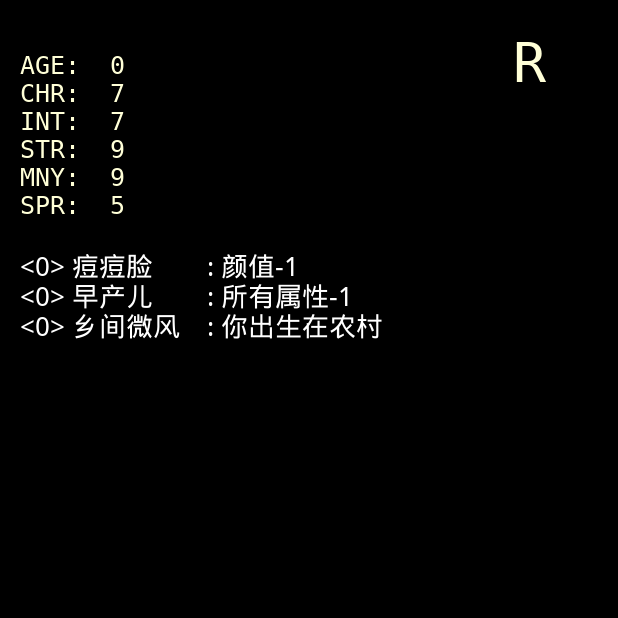 R
AGE: 0
CHR: 7
INT: 7
STR: 9
MNY: 9
SPR: 5
<0> 痘痘脸 : 颜值-1
<0> 早产儿 : 所有属性-1
<0> 乡间微风 : 你出生在农村